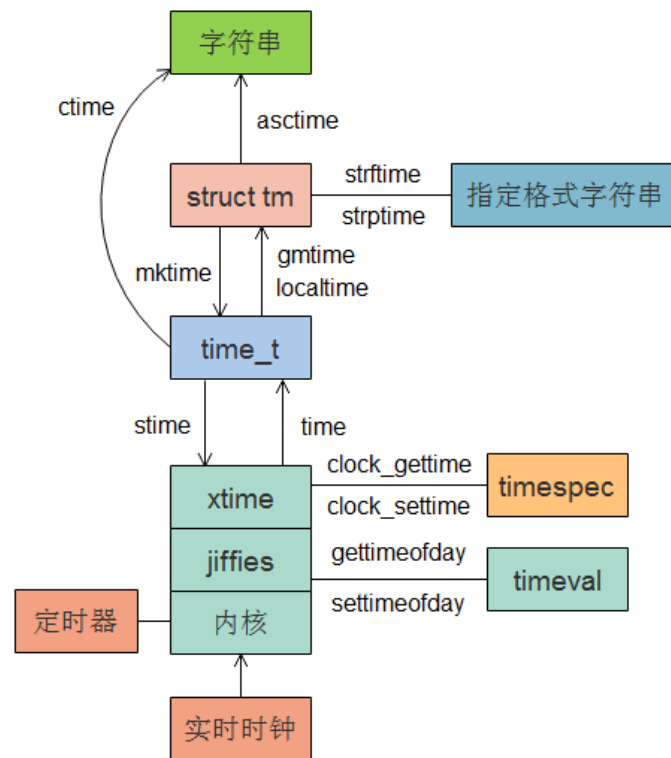 字符串
ctime
asctime
struct tm
strftime
strptime
指定格式字符串
mktime
gmtime
localtime
time_t
stime
time
xtime
clock_gettime
clock_settime
timespec
jiffies
gettimeofday
settimeofday
timeval
定时器
内核
实时时钟